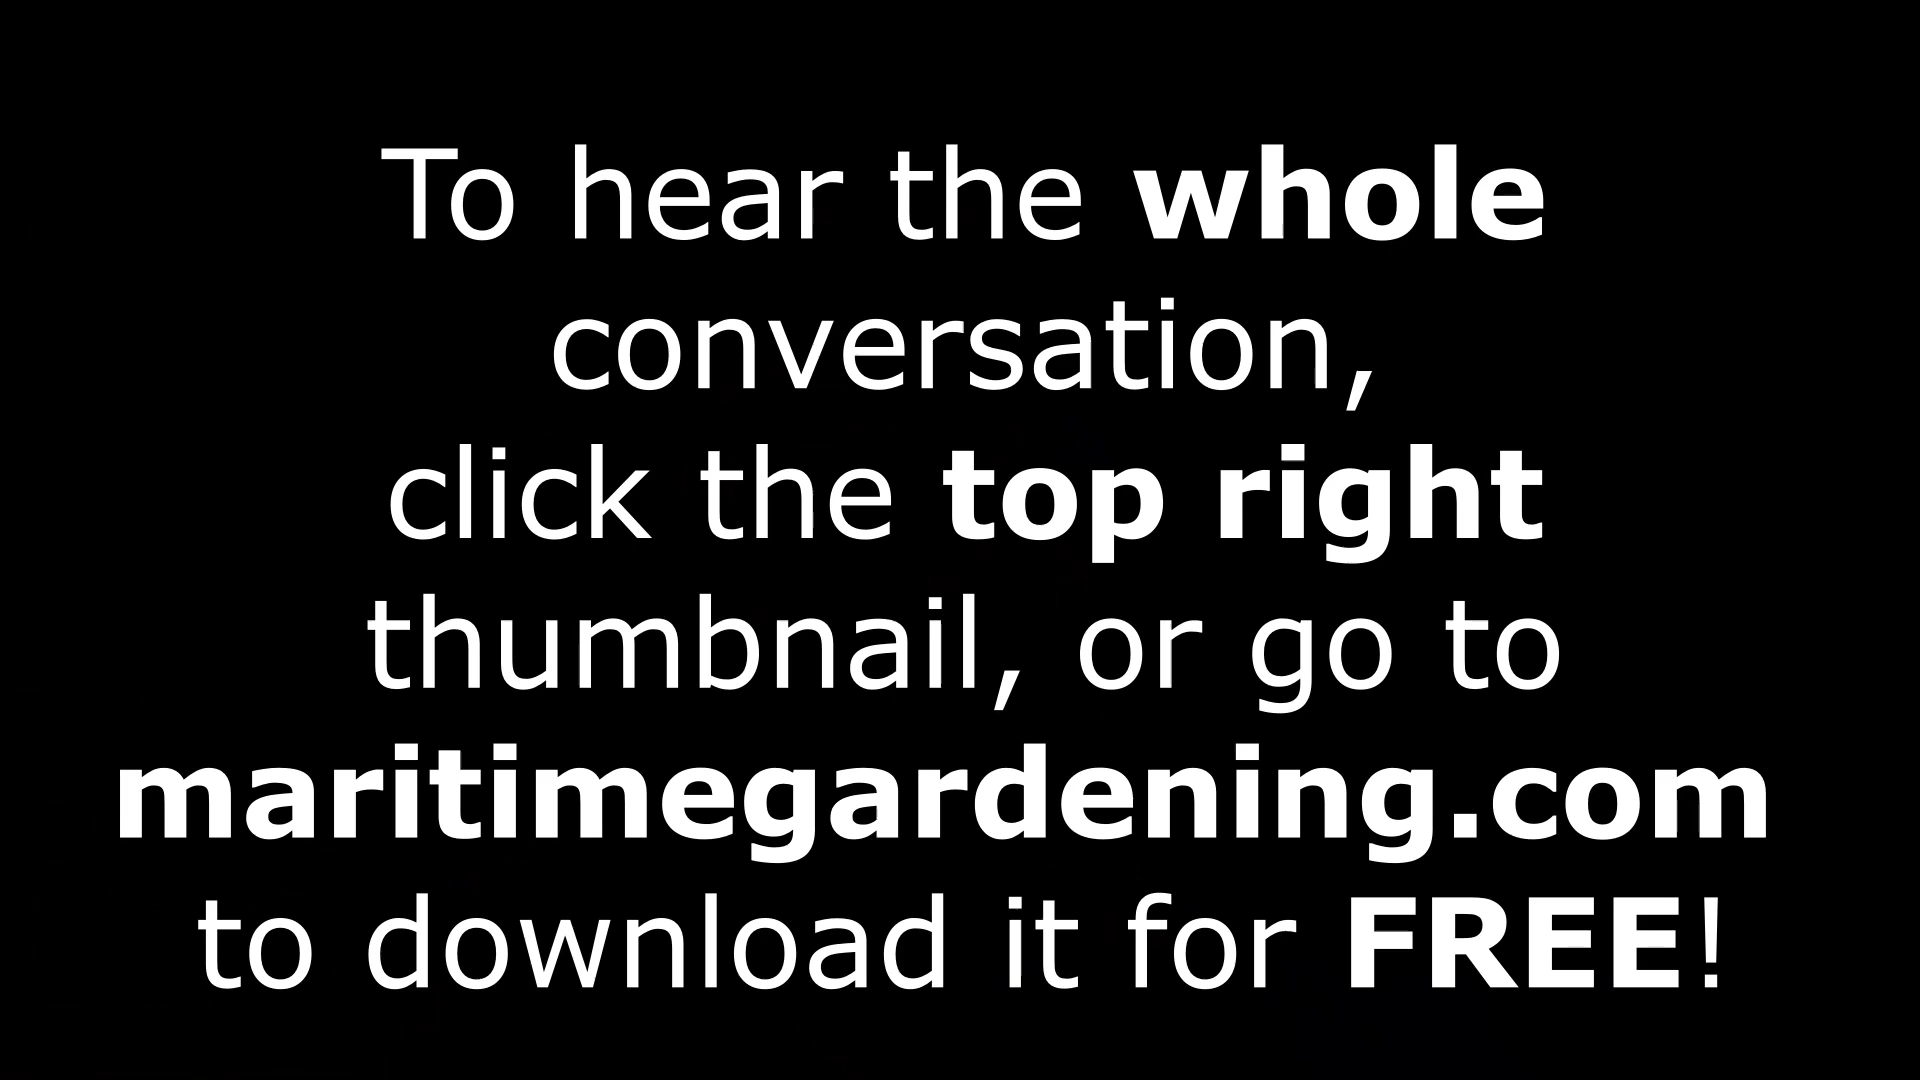 To hear the whole
conversation,
click the top right
thumbnail, or go to
maritimegardening.com
to download it for FREE!